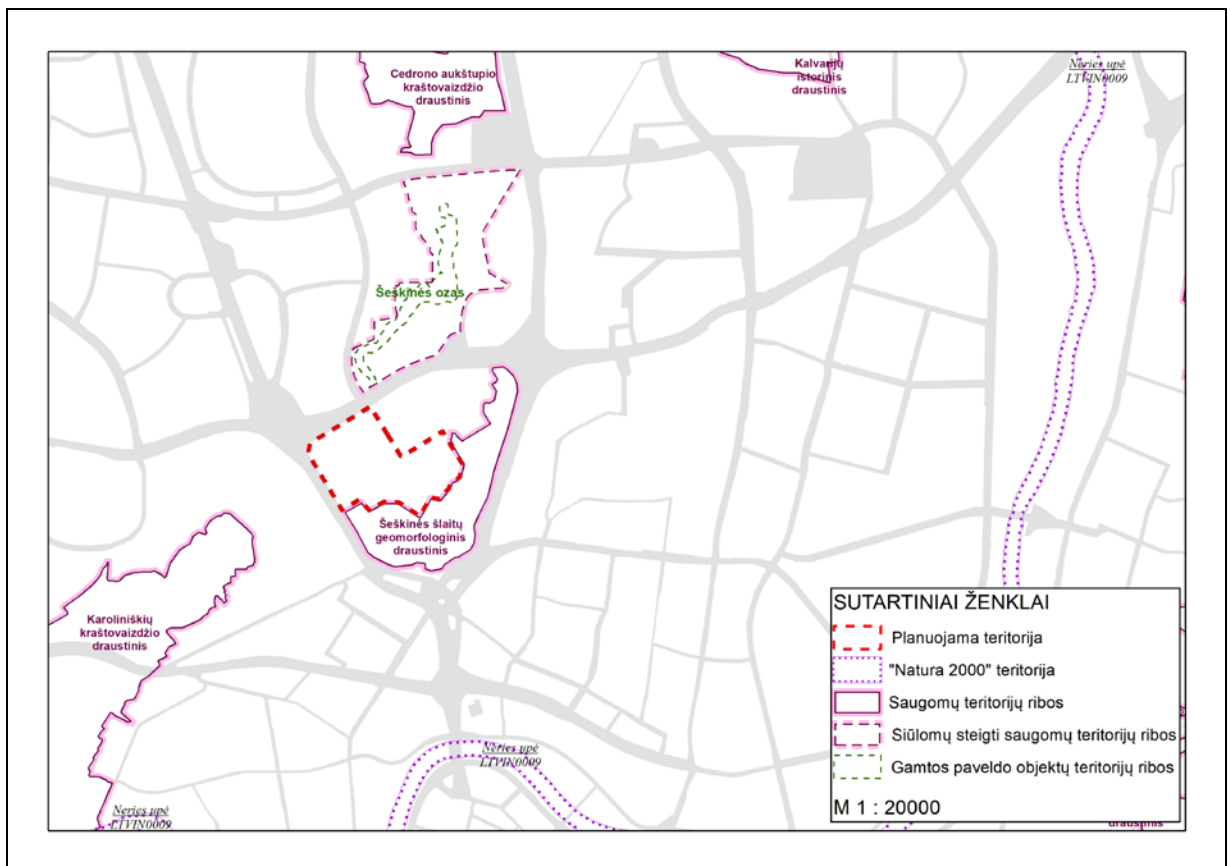 Cedrono aukštupio
kraštovaizdžio
draustinis
Kalvarijų
istorinis
draustinis
Neries upė
LTVIN0009
Šeškinės ozas
Šeškinės šlaitų
geomorfologinis
draustinis
Karoliniškių
kraštovaizdžio
draustinis
Neries upė
LTVIN0009
Neries upė
LTVIN0009
SUTARTINIAI ŽENKLAI
Planuojama teritorija
"Natura 2000" teritorija
Saugomų teritorijų ribos
Siūlomų steigti saugomų teritorijų ribos
Gamtos paveldo objektų teritorijų ribos
M 1 : 20000
draustinis